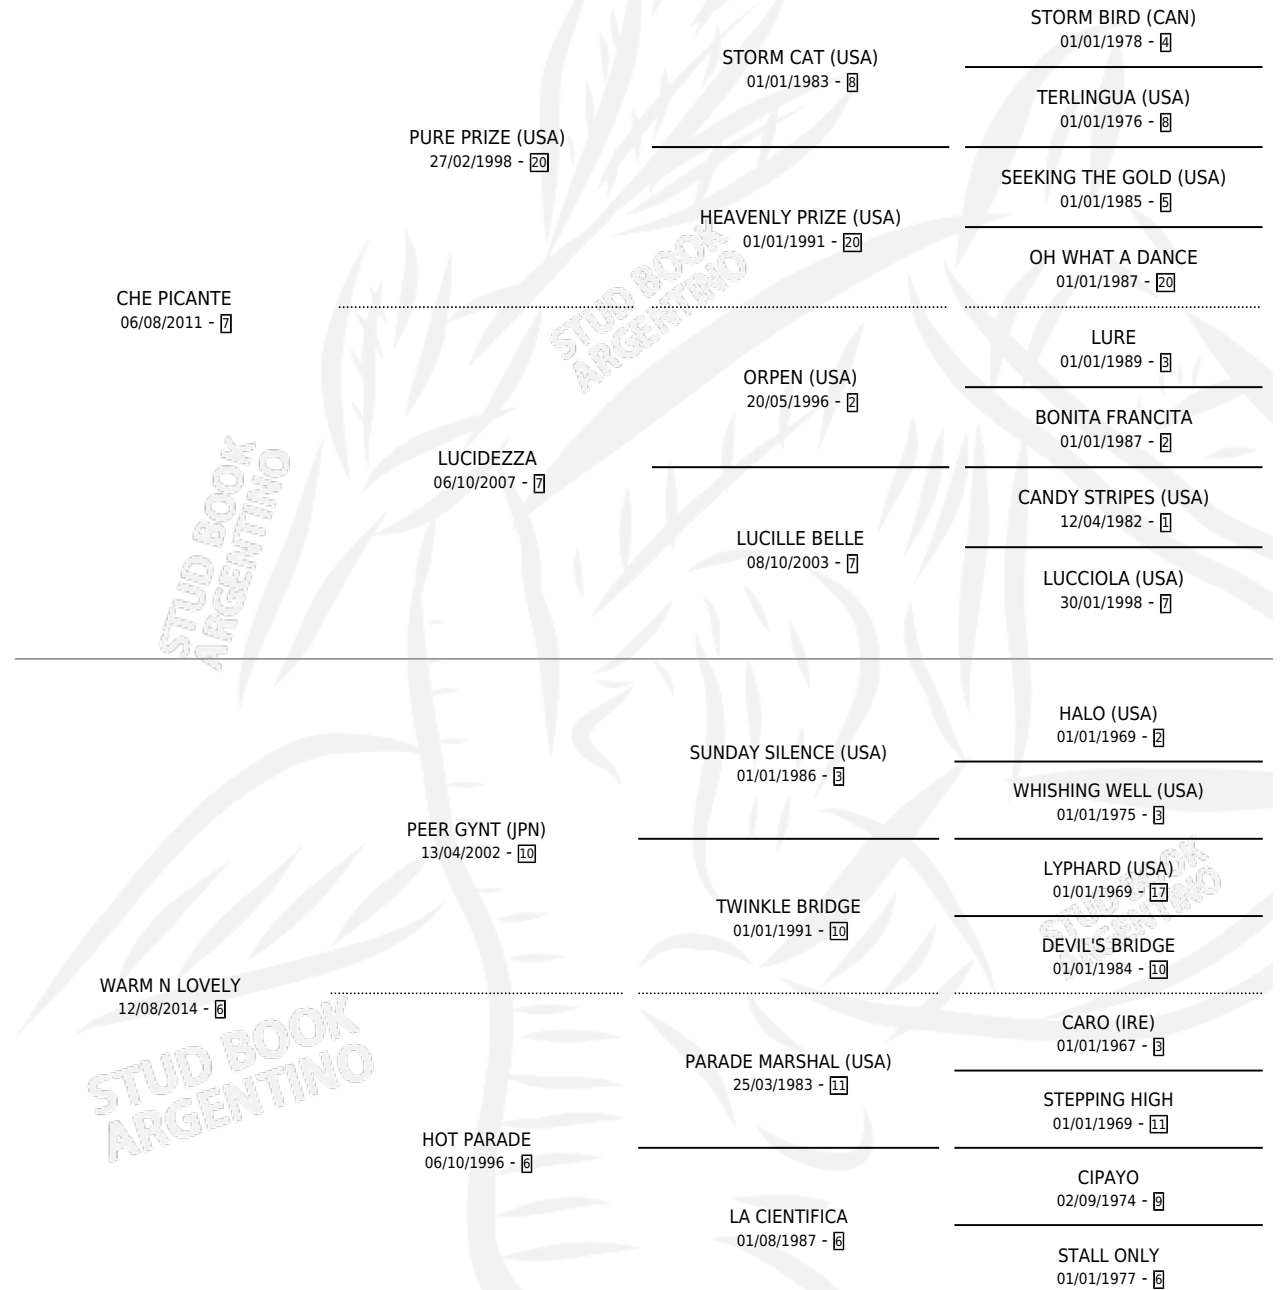 STORM BIRD (CAN)
01/01/1978 - 4
STORM CAT (USA)
01/01/1983 - 8
TERLINGUA (USA)
01/01/1976 - 8
PURE PRIZE (USA)
27/02/1998 - 20
SEEKING THE GOLD (USA)
01/01/1985 - 5
HEAVENLY PRIZE (USA)
01/01/1991 - 20
OH WHAT A DANCE
01/01/1987 - 20
CHE PICANTE
06/08/2011 - 7
LURE
01/01/1989 - 3
ORPEN (USA)
20/05/1996 - 2
BONITA FRANCITA
01/01/1987 - 2
LUCIDEZZA
06/10/2007 - 7
CANDY STRIPES (USA)
12/04/1982 - 1
LUCILLE BELLE
08/10/2003 - 7
LUCCIOLA (USA)
30/01/1998 - 7
HALO (USA)
01/01/1969 - 2
SUNDAY SILENCE (USA)
01/01/1986 - 3
WHISHING WELL (USA)
01/01/1975 - 3
PEER GYNT (JPN)
13/04/2002 - 10
LYPHARD (USA)
01/01/1969 - 17
TWINKLE BRIDGE
01/01/1991 - 10
DEVIL'S BRIDGE
01/01/1984 - 10
WARM N LOVELY
12/08/2014 - 6
CARO (IRE)
01/01/1967 - 3
PARADE MARSHAL (USA)
25/03/1983 - 11
STEPPING HIGH
01/01/1969 - 11
HOT PARADE
06/10/1996 - 6
CIPAYO
02/09/1974 - 9
LA CIENTIFICA
01/08/1987 - 6
STALL ONLY
01/01/1977 - 6
STUD BOOK
ARGENTINO
STUD BOOK
ARGENTINO
STUD BOOK
ARGENTINO
STUD BOOK
ARGENTINO